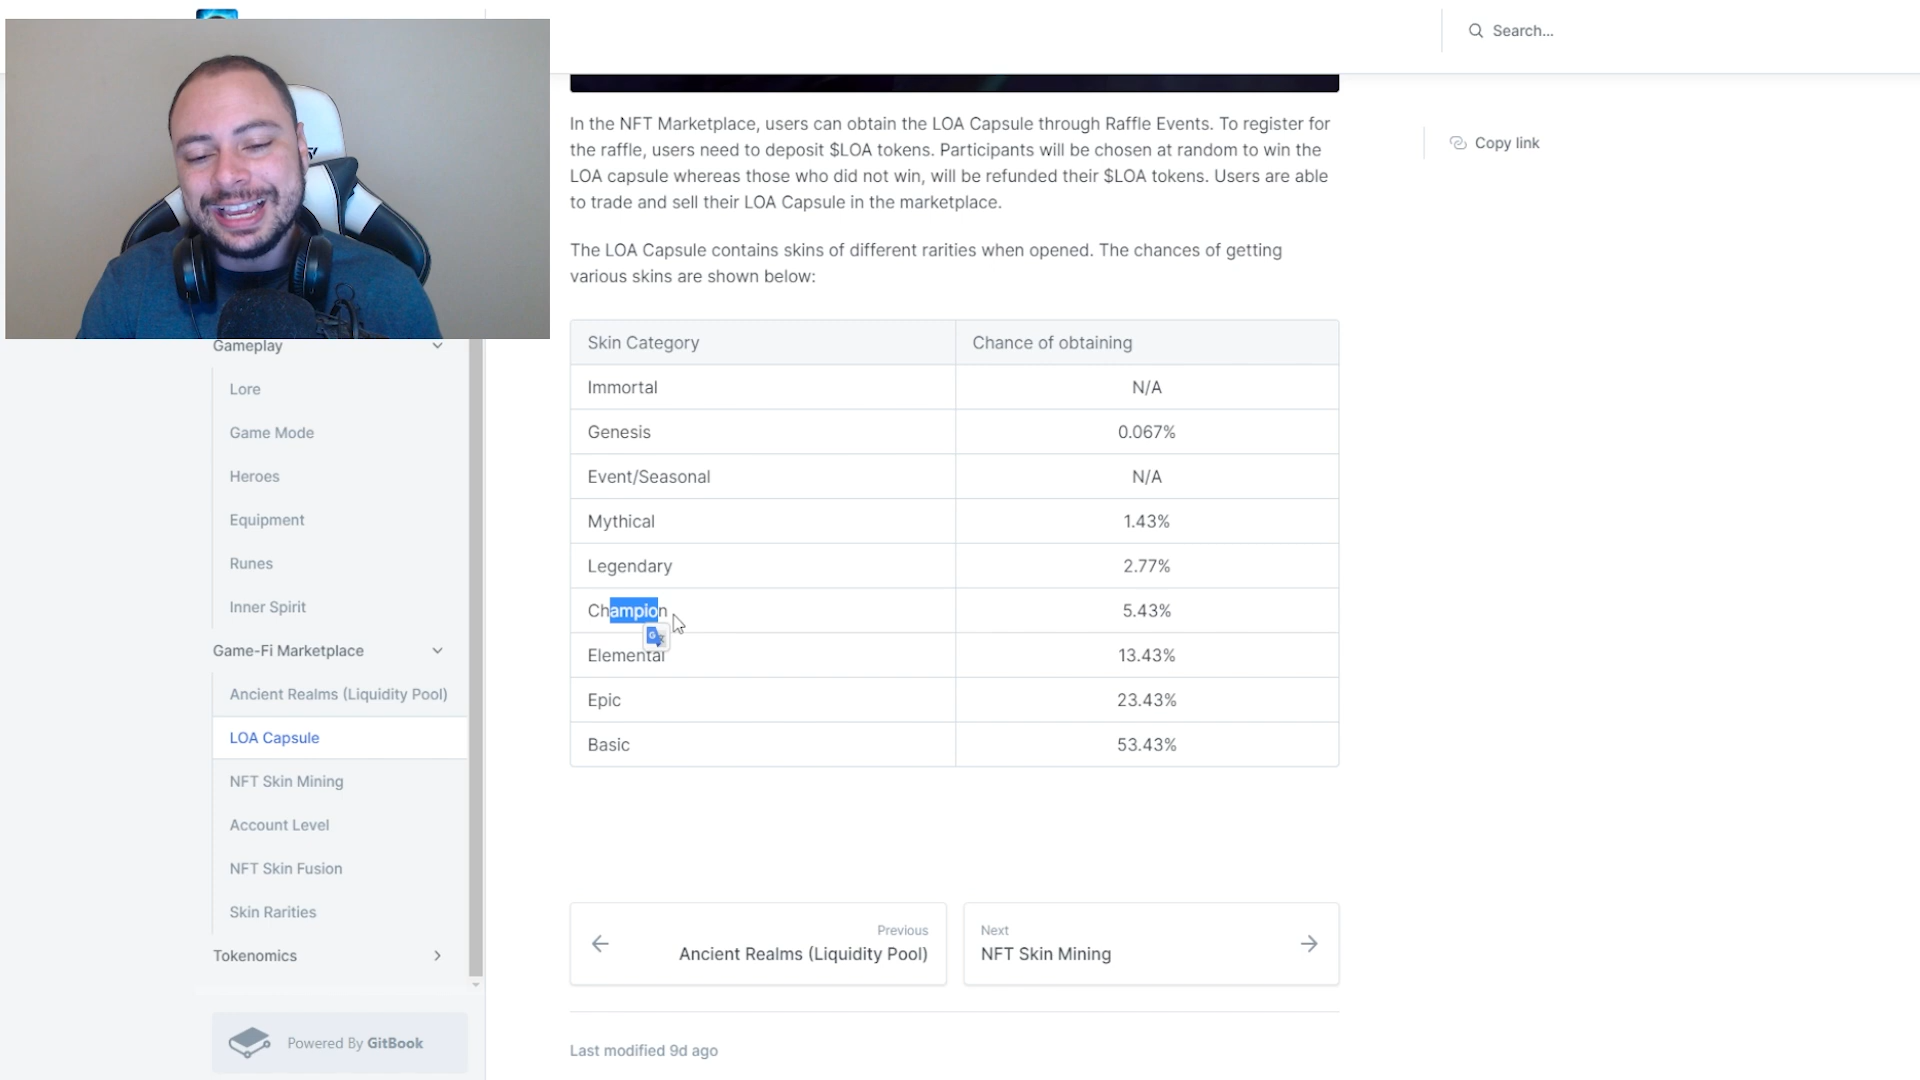 Search...
In the NFT Marketplace, users can obtain the LOA Capsule through Raffle Events. To register for
the raffle, users need to deposit $LOA tokens. Participants will be chosen at random to win the
LOA capsule whereas those who did not win, will be refunded their $LOA tokens. Users are able
to trade and sell their LOA Capsule in the marketplace.
Copy link
The LOA Capsule contains skins of different rarities when opened. The chances of getting
various skins are shown below:
Skin Category Chance of obtaining
Immortal N/A
Genesis 0.067%
Event/Seasonal N/A
Mythical 1.43%
Legendary 2.77%
Champion 5.43%
Elemental 13.43%
Epic 23.43%
Basic 53.43%
Gameplay
Lore
Game Mode
Heroes
Equipment
Runes
Inner Spirit
Game-Fi Marketplace
Ancient Realms (Liquidity Pool)
LOA Capsule
NFT Skin Mining
Account Level
NFT Skin Fusion
Skin Rarities
Tokenomics
Powered By GitBook
Previous
Ancient Realms (Liquidity Pool)
Next
NFT Skin Mining
Last modified 9d ago